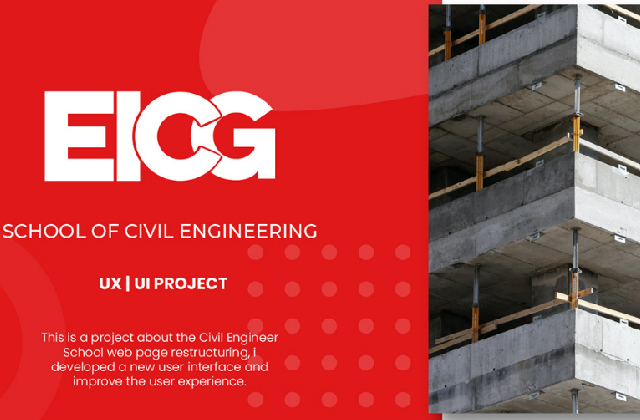 EICG
SCHOOL OF CIVIL ENGINEERING
UX | UI PROJECT
This is a project about the Civil Engineer
School web page restructuring, I
developed a new user interface and
improve the user experience.